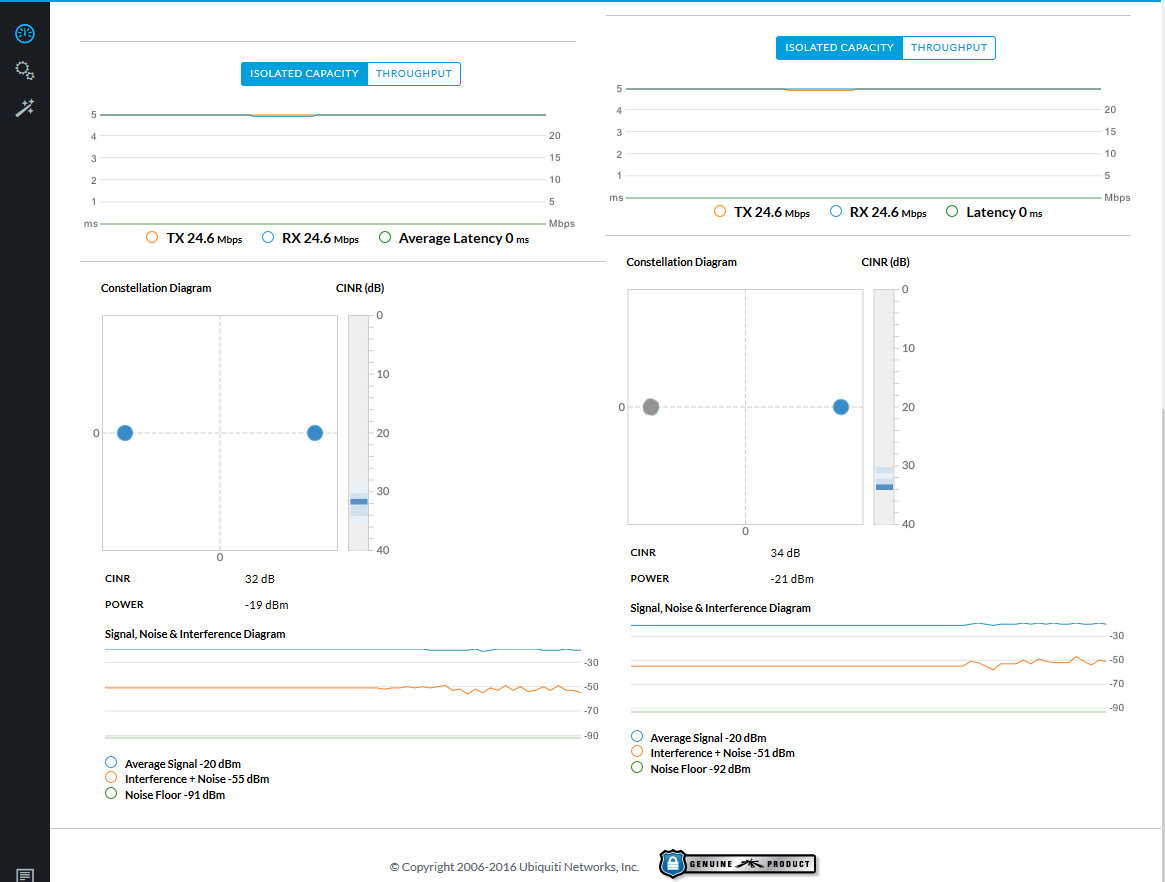 ISOLATED CAPACITY THROUGHPUT
5
4 20
3 15
2 10
1 5
ms Mbps
TX 24.6 Mbps RX 24.6 Mbps Average Latency 0 ms
Constellation Diagram CINR (dB)
0
10
0 20
30
0 40
CINR 32 dB
POWER -19 dBm
Signal, Noise & Interference Diagram
-30
-50
-70
-90
Average Signal -20 dBm
Interference + Noise -55 dBm
Noise Floor -91 dBm
ISOLATED CAPACITY THROUGHPUT
5
4 20
3 15
2 10
1 5
ms Mbps
TX 24.6 Mbps RX 24.6 Mbps Latency 0 ms
Constellation Diagram CINR (dB)
0
10
0 20
30
0 40
CINR 34 dB
POWER -21 dBm
Signal, Noise & Interference Diagram
-30
-50
-70
-90
Average Signal -20 dBm
Interference + Noise -51 dBm
Noise Floor -92 dBm
© Copyright 2006-2016 Ubiquiti Networks, Inc. GENUINE PRODUCT